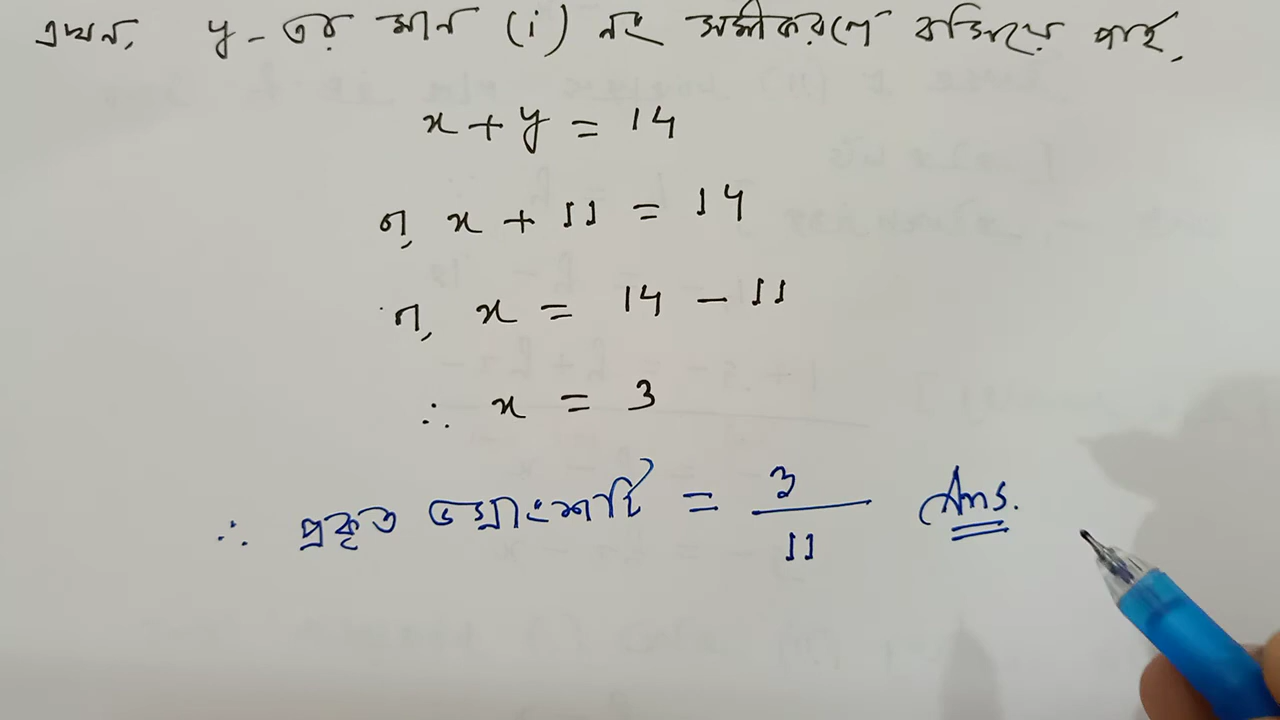 এখন, y-এর মান (i) নং সমীকরণে বসিয়ে পাই,
x + y = 14
বা, x + 11 = 14
বা, x = 14 - 11
∴ x = 3
∴ প্রকৃত ভগ্নাংশটি = 3/11 Ans.